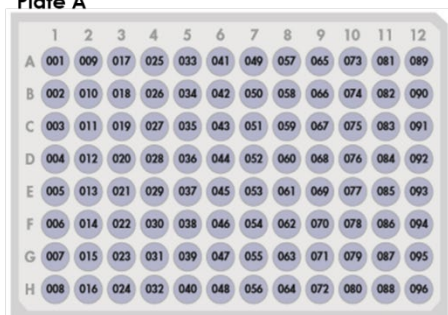 Plate A
1 2 3 4 5 6 7 8 9 10 11 12
A 001 009 017 025 033 041 049 057 065 073 081 089
B 002 010 018 026 034 042 050 058 066 074 082 090
C 003 011 019 027 035 043 051 059 067 075 083 091
D 004 012 020 028 036 044 052 060 068 076 084 092
E 005 013 021 029 037 045 053 061 069 077 085 093
F 006 014 022 030 038 046 054 062 070 078 086 094
G 007 015 023 031 039 047 055 063 071 079 087 095
H 008 016 024 032 040 048 056 064 072 080 088 096